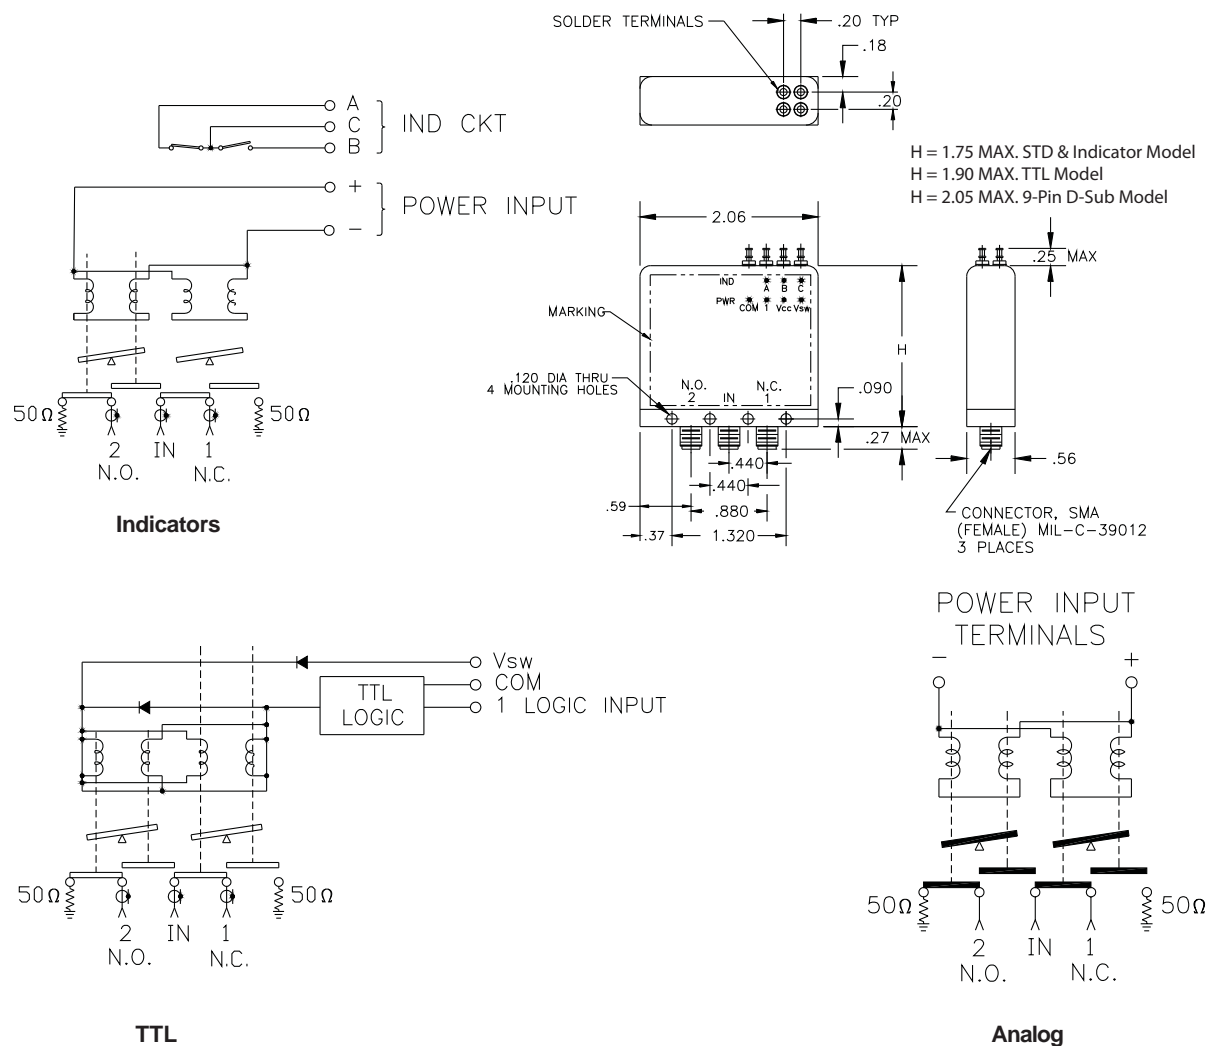 SOLDER TERMINALS
.20 TYP
.18
.20
A
C
B
IND CKT
+
−
POWER INPUT
50Ω
50Ω
2
IN
1
N.O.
N.C.
Indicators
H = 1.75 MAX. STD & Indicator Model
H = 1.90 MAX. TTL Model
H = 2.05 MAX. 9-Pin D-Sub Model
2.06
.25 MAX
IND
A B C
PWR
COM 1 Vcc Vsw
MARKING
H
.120 DIA THRU
4 MOUNTING HOLES
N.O.
2
IN
N.C.
1
.090
.27 MAX
.440
.440
.59
.880
.37
1.320
.56
CONNECTOR, SMA
(FEMALE) MIL-C-39012
3 PLACES
Vsw
COM
1 LOGIC INPUT
TTL
LOGIC
50Ω
50Ω
2
IN
1
N.O.
N.C.
TTL
POWER INPUT
TERMINALS
−
+
50Ω
50Ω
2
IN
1
N.O.
N.C.
Analog